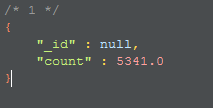 /* 1 */
{
    "_id" : null,
    "count" : 5341.0
}